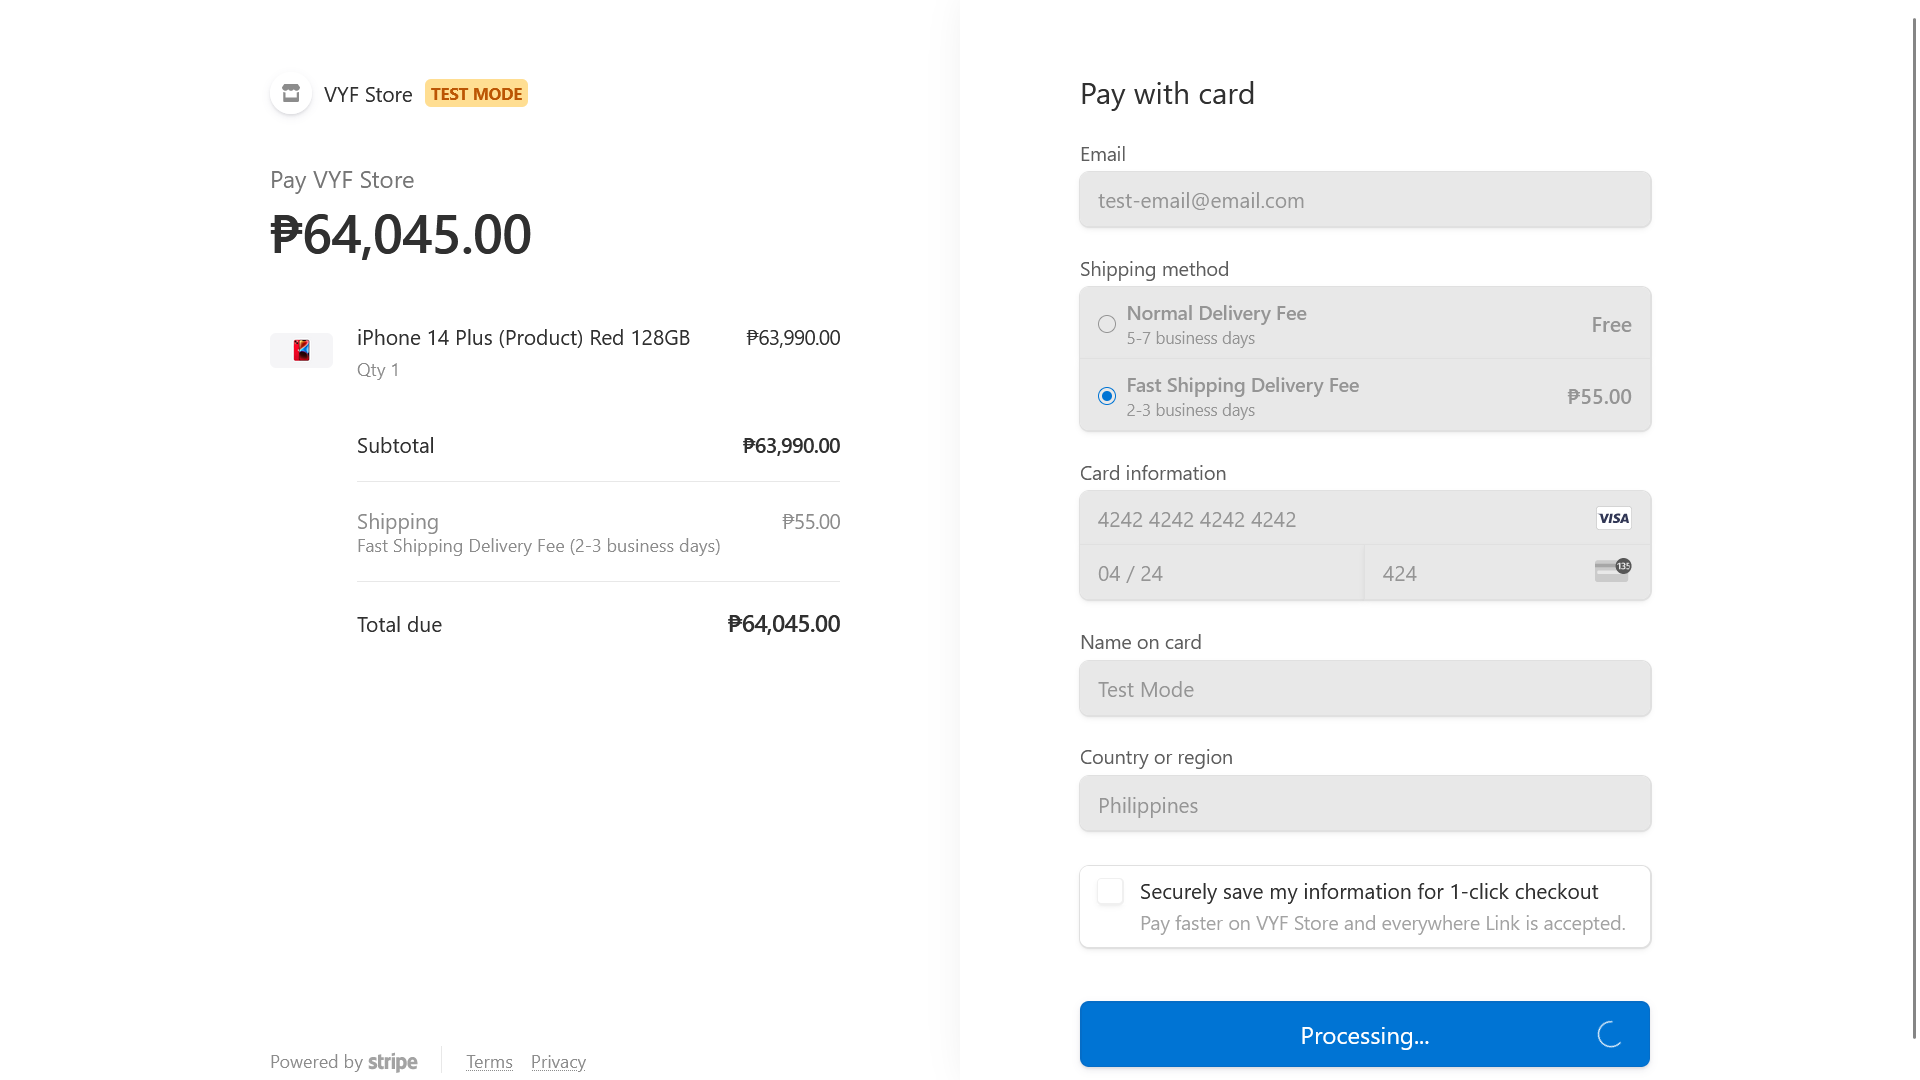 VYF Store TEST MODE
Pay VYF Store
₱64,045.00
iPhone 14 Plus (Product) Red 128GB ₱63,990.00
Qty 1
Subtotal ₱63,990.00
Shipping ₱55.00
Fast Shipping Delivery Fee (2-3 business days)
Total due ₱64,045.00
Powered by stripe Terms Privacy
Pay with card
Email
test-email@email.com
Shipping method
Normal Delivery Fee
5-7 business days
Free
Fast Shipping Delivery Fee
2-3 business days
₱55.00
Card information
4242 4242 4242 4242 VISA
04 / 24 424 135
Name on card
Test Mode
Country or region
Philippines
Securely save my information for 1-click checkout
Pay faster on VYF Store and everywhere Link is accepted.
Processing...